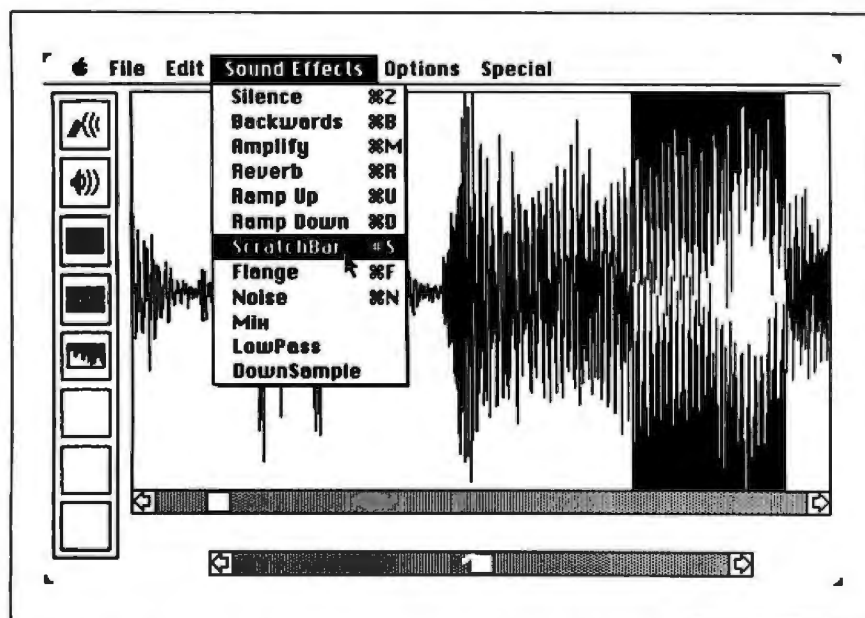 File Edit Sound Effects Options Special
Silence ⌘Z
Backwards ⌘B
Amplify ⌘M
Reverb ⌘R
Ramp Up ⌘U
Ramp Down ⌘D
ScratchBar ⌘S
Flange ⌘F
Noise ⌘N
Mix
LowPass
DownSample